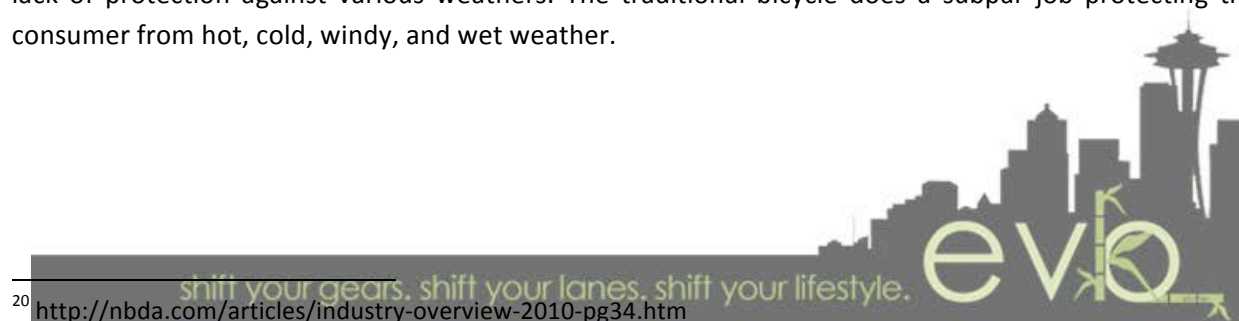 lack of protection against various weathers. The traditional bicycle does a subpar job protecting
consumer from hot, cold, windy, and wet weather.
evb
shift your gears. shift your lanes. shift your lifestyle.
20 http://nbda.com/articles/industry-overview-2010-pg34.htm